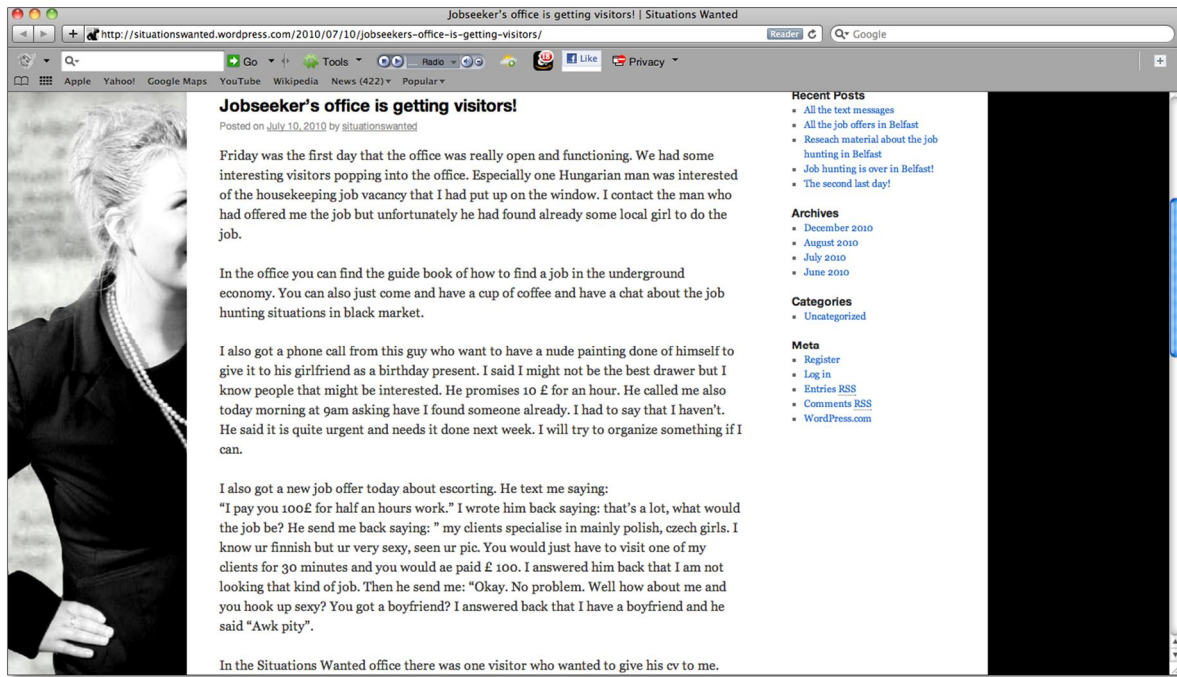 Jobseeker's office is getting visitors! | Situations Wanted
http://situationswanted.wordpress.com/2010/07/10/jobseekers-office-is-getting-visitors/
Reader
Q▾ Google
Q▾
Go
Tools
Radio
15
Like
Privacy
Apple Yahoo! Google Maps YouTube Wikipedia News (422) Popular
Jobseeker's office is getting visitors!
Posted on July 10, 2010 by situationswanted
Friday was the first day that the office was really open and functioning. We had some
interesting visitors popping into the office. Especially one Hungarian man was interested
of the housekeeping job vacancy that I had put up on the window. I contact the man who
had offered me the job but unfortunately he had found already some local girl to do the
job.
In the office you can find the guide book of how to find a job in the underground
economy. You can also just come and have a cup of coffee and have a chat about the job
hunting situations in black market.
I also got a phone call from this guy who want to have a nude painting done of himself to
give it to his girlfriend as a birthday present. I said I might not be the best drawer but I
know people that might be interested. He promises 10 £ for an hour. He called me also
today morning at 9am asking have I found someone already. I had to say that I haven't.
He said it is quite urgent and needs it done next week. I will try to organize something if I
can.
I also got a new job offer today about escorting. He text me saying:
"I pay you 100£ for half an hours work." I wrote him back saying: that's a lot, what would
the job be? He send me back saying: " my clients specialise in mainly polish, czech girls. I
know ur finnish but ur very sexy, seen ur pic. You would just have to visit one of my
clients for 30 minutes and you would ae paid £ 100. I answered him back that I am not
looking that kind of job. Then he send me: "Okay. No problem. Well how about me and
you hook up sexy? You got a boyfriend? I answered back that I have a boyfriend and he
said "Awk pity".
In the Situations Wanted office there was one visitor who wanted to give his cv to me.
Recent Posts
All the text messages
All the job offers in Belfast
Reseach material about the job
hunting in Belfast
Job hunting is over in Belfast!
The second last day!
Archives
December 2010
August 2010
July 2010
June 2010
Categories
Uncategorized
Meta
Register
Log in
Entries RSS
Comments RSS
WordPress.com